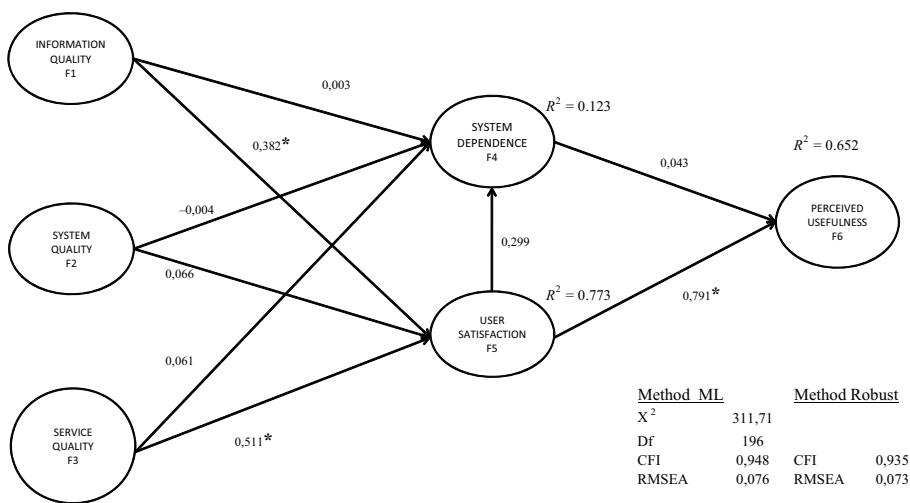 INFORMATION
QUALITY
F1
0,003
0,382*
SYSTEM
DEPENDENCE
F4
R² = 0.123
R² = 0.652
0,043
–0,004
SYSTEM
QUALITY
F2
PERCEIVED
USEFULNESS
F6
0,299
0,066
R² = 0.773
0,791*
USER
SATISFACTION
F5
0,061
SERVICE
QUALITY
F3
0,511*
Method ML Method Robust
X² 311,71
Df 196
CFI 0,948 CFI 0,935
RMSEA 0,076 RMSEA 0,073